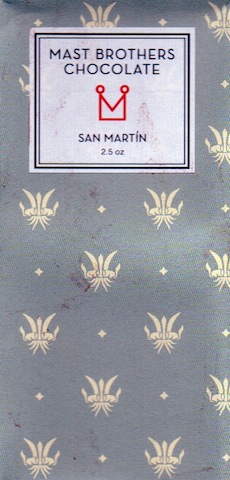 MAST BROTHERS
CHOCOLATE
SAN MARTÍN
2.5 oz